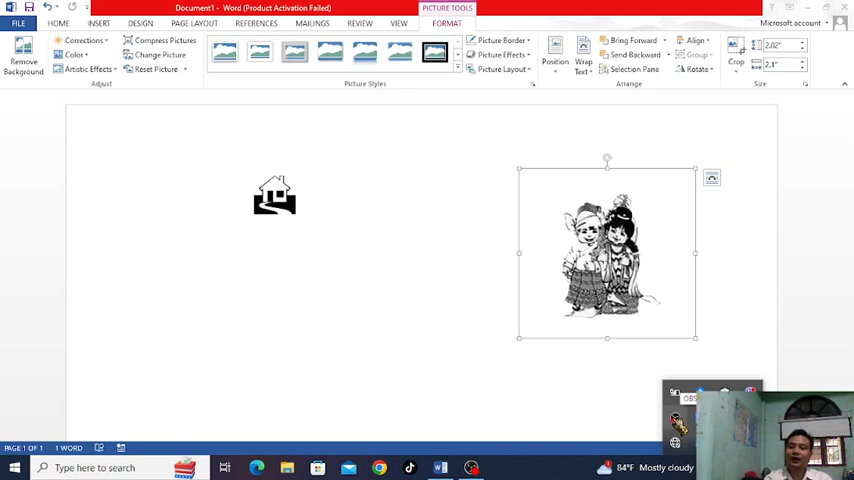 Document1 - Word (Product Activation Failed)
PICTURE TOOLS
FILE HOME INSERT DESIGN PAGE LAYOUT REFERENCES MAILINGS REVIEW VIEW FORMAT Microsoft account
Remove Background
Corrections
Color
Artistic Effects
Compress Pictures
Change Picture
Reset Picture
Adjust
Picture Styles
Picture Border
Picture Effects
Picture Layout
Position
Wrap Text
Bring Forward
Send Backward
Selection Pane
Align
Group
Rotate
Arrange
Crop
2.02"
2.1"
Size
OBS
PAGE 1 OF 1 1 WORD
Type here to search
84°F Mostly cloudy